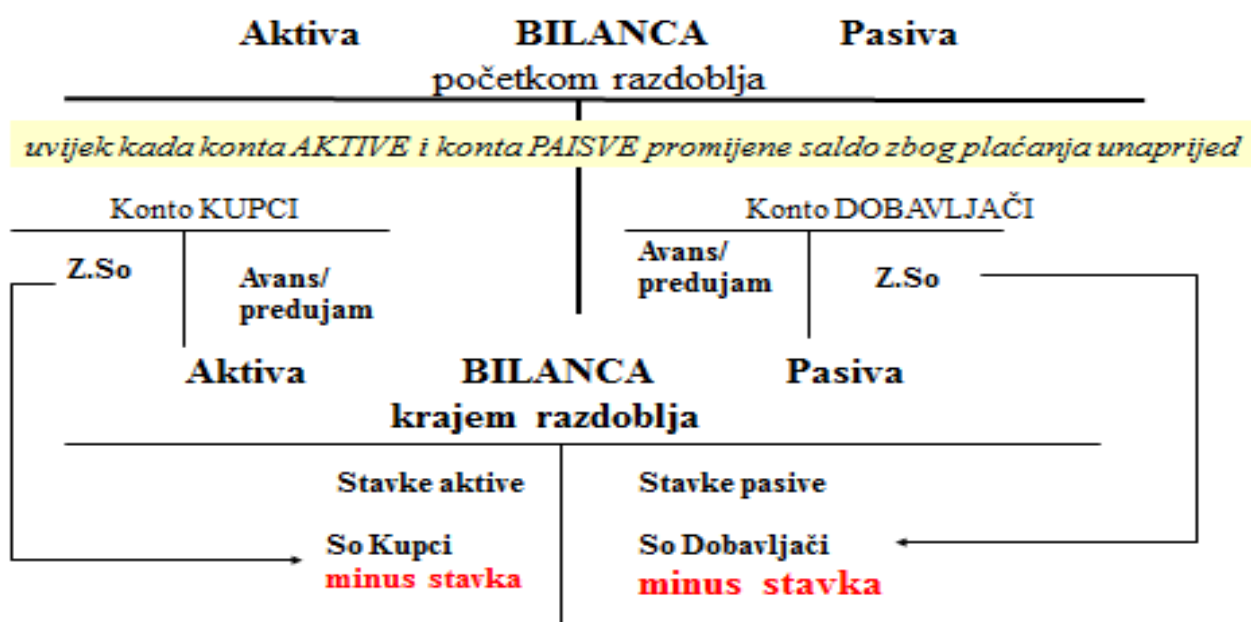 Aktiva BILANCA Pasiva
početkom razdoblja
uvijek kada konta AKTIVE i konta PAISVE promijene saldo zbog plaćanja unaprijed
Konto KUPCI
Z.So
Avans/
predujam
Konto DOBAVLJAČI
Avans/
predujam
Z.So
Aktiva BILANCA Pasiva
krajem razdoblja
Stavke aktive
So Kupci
minus stavka
Stavke pasive
So Dobavljači
minus stavka